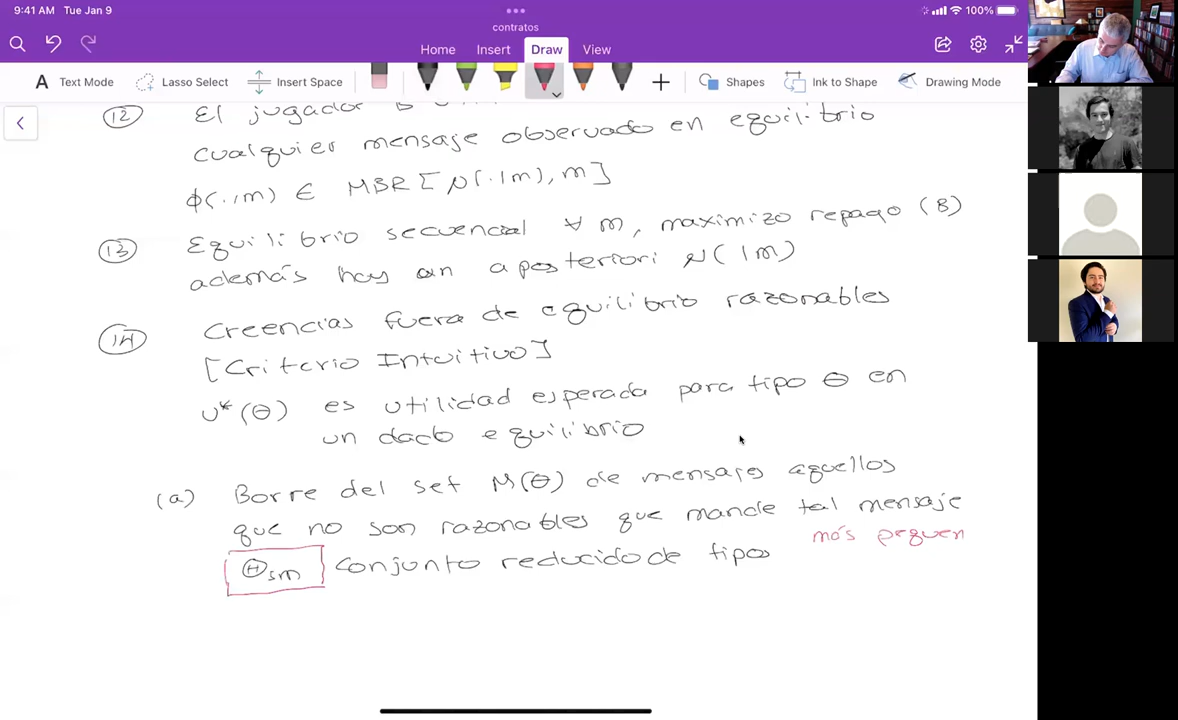 9:41 AM Tue Jan 9
100%
contratos
Home Insert Draw View
Text Mode Lasso Select Insert Space Shapes Ink to Shape Drawing Mode
(12) El jugador B
cualquier mensaje observado en equilibrio
ϕ(·,m) ∈ MBR[μ(·|m),m]
(13) Equilibrio secuencial ∀ m, maximizo repago (B)
además hay un a posteriori μ(|m)
(14) Creencias fuera de equilibrio razonables
[Criterio Intuitivo]
U*(θ) es utilidad esperada para tipo θ en
un dado equilibrio
(a) Borre del set M(θ) de mensajes aquellos
que no son razonables que mande tal mensaje
más pequeñ
Θsm conjunto reducido de tipos